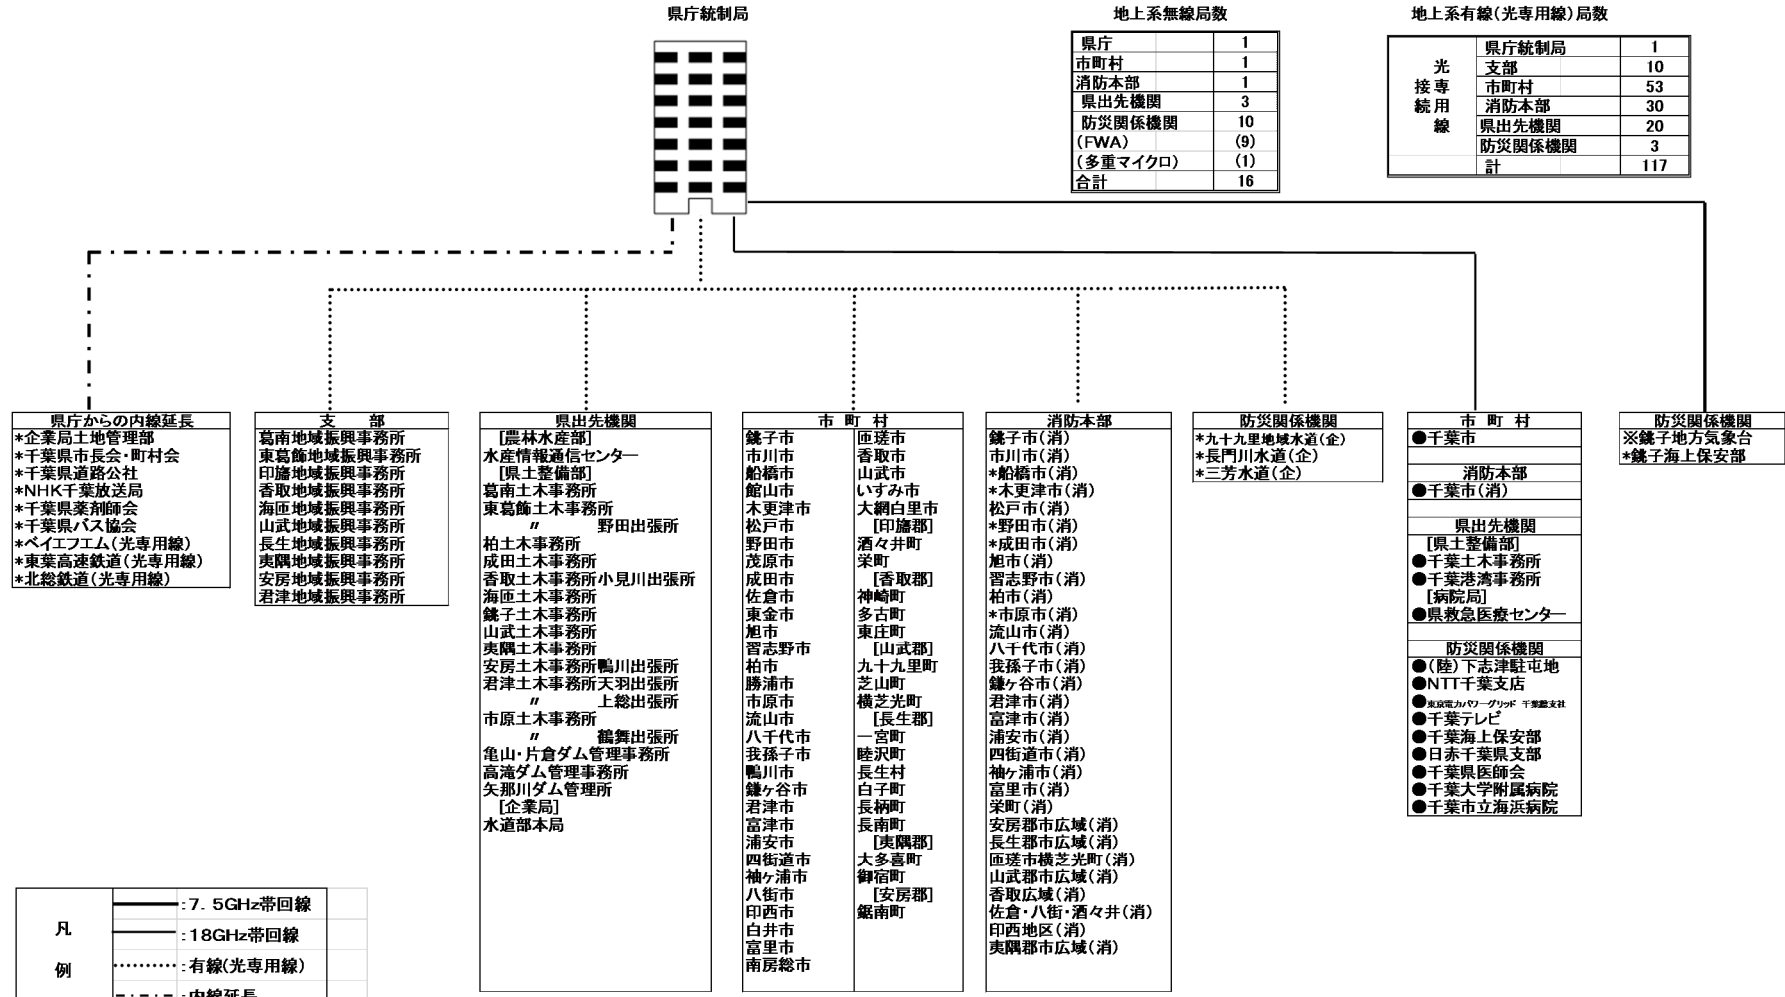 県庁統制局
地上系無線局数
県庁 1
市町村 1
消防本部 1
県出先機関 3
防災関係機関 10
(FWA) (9)
(多重マイクロ) (1)
合計 16
地上系有線(光専用線)局数
光専用線接続
県庁統制局 1
支部 10
市町村 53
消防本部 30
県出先機関 20
防災関係機関 3
計 117
県庁からの内線延長
*企業局土地管理部
*千葉県市長会・町村会
*千葉県道路公社
*NHK千葉放送局
*千葉県薬剤師会
*千葉県バス協会
*ベイエフエム(光専用線)
*東葉高速鉄道(光専用線)
*北総鉄道(光専用線)
支 部
葛南地域振興事務所
東葛飾地域振興事務所
印旛地域振興事務所
香取地域振興事務所
海匝地域振興事務所
山武地域振興事務所
長生地域振興事務所
夷隅地域振興事務所
安房地域振興事務所
君津地域振興事務所
県出先機関
[農林水産部]
水産情報通信センター
[県土整備部]
葛南土木事務所
東葛飾土木事務所
〃 野田出張所
柏土木事務所
成田土木事務所
香取土木事務所小見川出張所
海匝土木事務所
銚子土木事務所
山武土木事務所
夷隅土木事務所
安房土木事務所鴨川出張所
君津土木事務所天羽出張所
〃 上総出張所
市原土木事務所
〃 鶴舞出張所
亀山・片倉ダム管理事務所
高滝ダム管理事務所
矢那川ダム管理所
[企業局]
水道部本局
市 町 村
銚子市
市川市
船橋市
館山市
木更津市
松戸市
野田市
茂原市
成田市
佐倉市
東金市
旭市
習志野市
柏市
勝浦市
市原市
流山市
八千代市
我孫子市
鴨川市
鎌ヶ谷市
君津市
富津市
浦安市
四街道市
袖ヶ浦市
八街市
印西市
白井市
富里市
南房総市
匝瑳市
香取市
山武市
いすみ市
大網白里市
[印旛郡]
酒々井町
栄町
[香取郡]
神崎町
多古町
東庄町
[山武郡]
九十九里町
芝山町
横芝光町
[長生郡]
一宮町
睦沢町
長生村
白子町
長柄町
長南町
[夷隅郡]
大多喜町
御宿町
[安房郡]
鋸南町
消防本部
銚子市(消)
市川市(消)
*船橋市(消)
*木更津市(消)
松戸市(消)
*野田市(消)
*成田市(消)
旭市(消)
習志野市(消)
柏市(消)
*市原市(消)
流山市(消)
八千代市(消)
我孫子市(消)
鎌ヶ谷市(消)
君津市(消)
富津市(消)
浦安市(消)
四街道市(消)
袖ヶ浦市(消)
富里市(消)
栄町(消)
安房郡市広域(消)
長生郡市広域(消)
匝瑳市横芝光町(消)
山武郡市広域(消)
香取広域(消)
佐倉・八街・酒々井(消)
印西地区(消)
夷隅郡市広域(消)
防災関係機関
*九十九里地域水道(企)
*長門川水道(企)
*三芳水道(企)
市 町 村
●千葉市
消防本部
●千葉市(消)
県出先機関
[県土整備部]
●千葉土木事務所
●千葉港湾事務所
[病院局]
●県救急医療センター
防災関係機関
●(陸)下志津駐屯地
●NTT千葉支店
●東京電力パワーグリッド 千葉総支社
●千葉テレビ
●千葉海上保安部
●日赤千葉県支部
●千葉県医師会
●千葉大学附属病院
●千葉市立海浜病院
防災関係機関
※銚子地方気象台
*銚子海上保安部
凡例
:7.5GHz帯回線
:18GHz帯回線
:有線(光専用線)
:内線延長